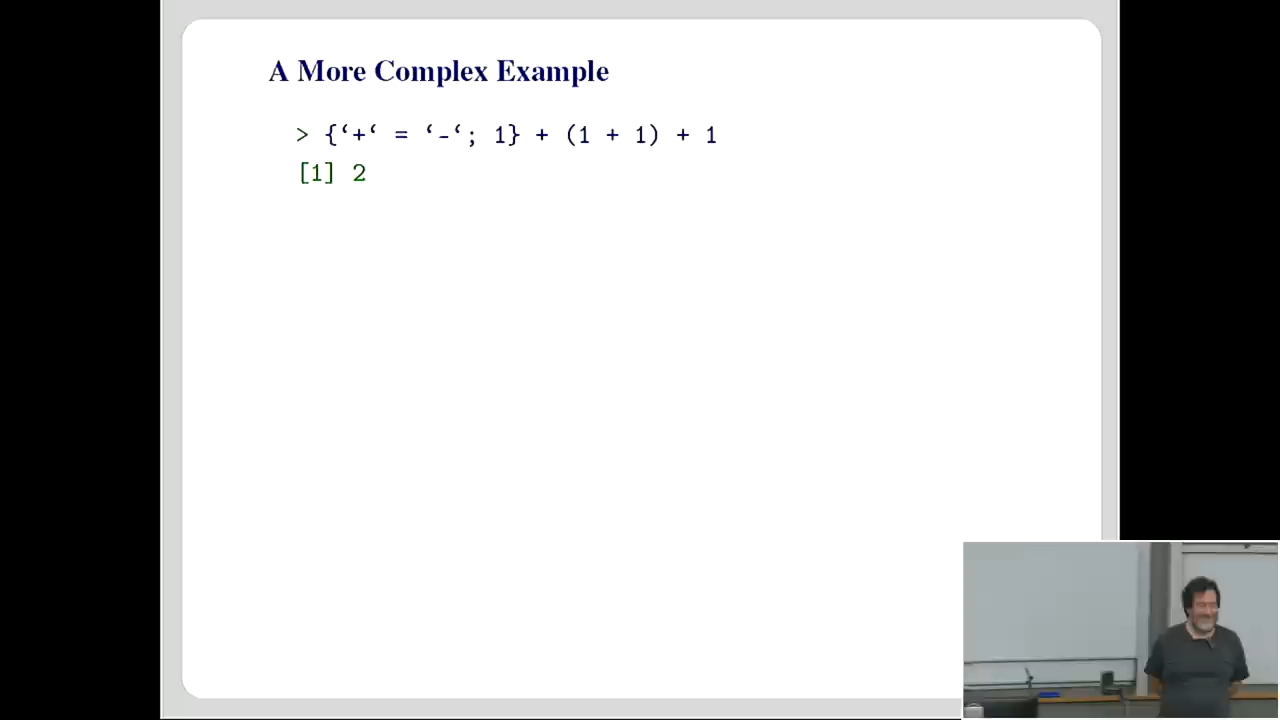 A More Complex Example
> {‘+‘ = ‘-‘; 1} + (1 + 1) + 1
[1] 2